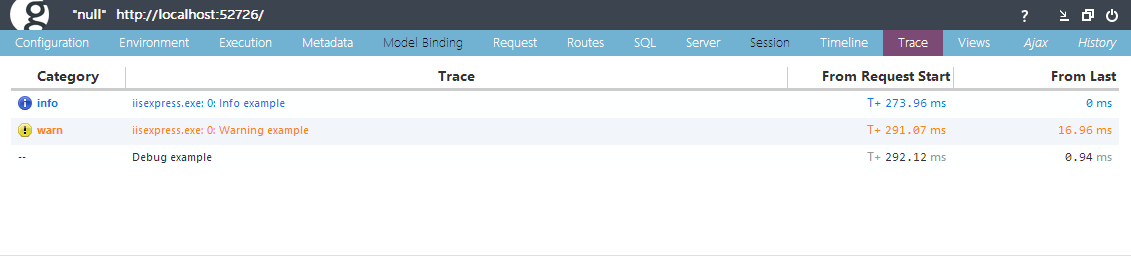 g "null" http://localhost:52726/ ?
Configuration Environment Execution Metadata Model Binding Request Routes SQL Server Session Timeline Trace Views Ajax History
Category Trace From Request Start From Last
i info iisexpress.exe: 0: Info example T+ 273.96 ms 0 ms
! warn iisexpress.exe: 0: Warning example T+ 291.07 ms 16.96 ms
-- Debug example T+ 292.12 ms 0.94 ms